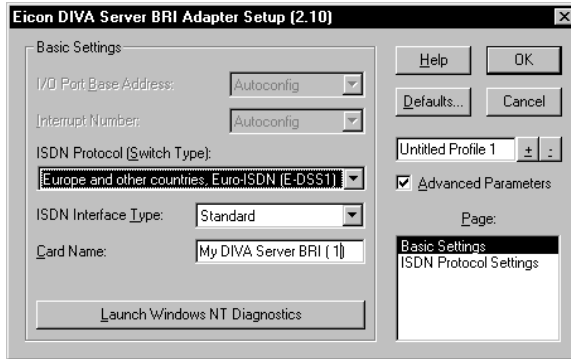 Eicon DIVA Server BRI Adapter Setup (2.10)
Basic Settings
I/O Port Base Address:
Autoconfig
Interrupt Number:
Autoconfig
ISDN Protocol (Switch Type):
Europe and other countries, Euro-ISDN (E-DSS1)
ISDN Interface Type:
Standard
Card Name:
My DIVA Server BRI ( 1)
Launch Windows NT Diagnostics
Help
OK
Defaults...
Cancel
Untitled Profile 1
+
-
Advanced Parameters
Page:
Basic Settings
ISDN Protocol Settings